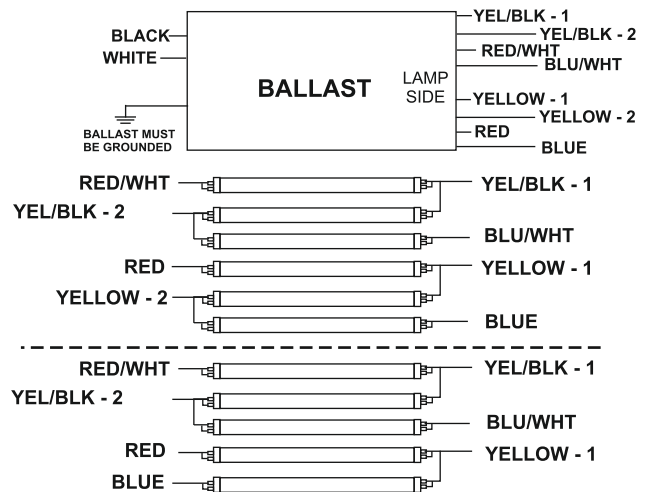 YEL/BLK - 1
YEL/BLK - 2
BLACK
RED/WHT
WHITE
BLU/WHT
BALLAST
LAMP
SIDE
YELLOW - 1
YELLOW - 2
BALLAST MUST
BE GROUNDED
RED
BLUE
RED/WHT
YEL/BLK - 1
YEL/BLK - 2
BLU/WHT
RED
YELLOW - 1
YELLOW - 2
BLUE
RED/WHT
YEL/BLK - 1
YEL/BLK - 2
BLU/WHT
RED
YELLOW - 1
BLUE